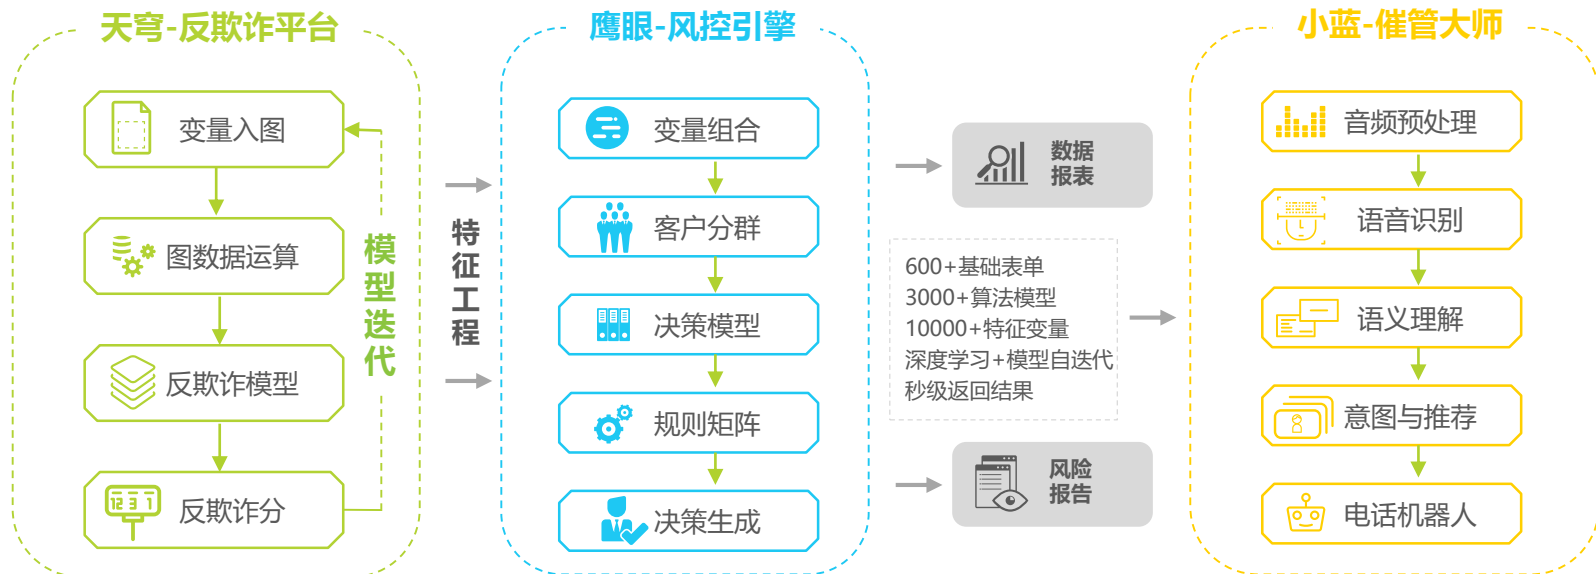 天穹-反欺诈平台
变量入图
图数据运算
反欺诈模型
反欺诈分
模型迭代
特征工程
鹰眼-风控引擎
变量组合
客户分群
决策模型
规则矩阵
决策生成
数据
报表
600+基础表单
3000+算法模型
10000+特征变量
深度学习+模型自迭代
秒级返回结果
风险
报告
小蓝-催管大师
音频预处理
语音识别
语义理解
意图与推荐
电话机器人